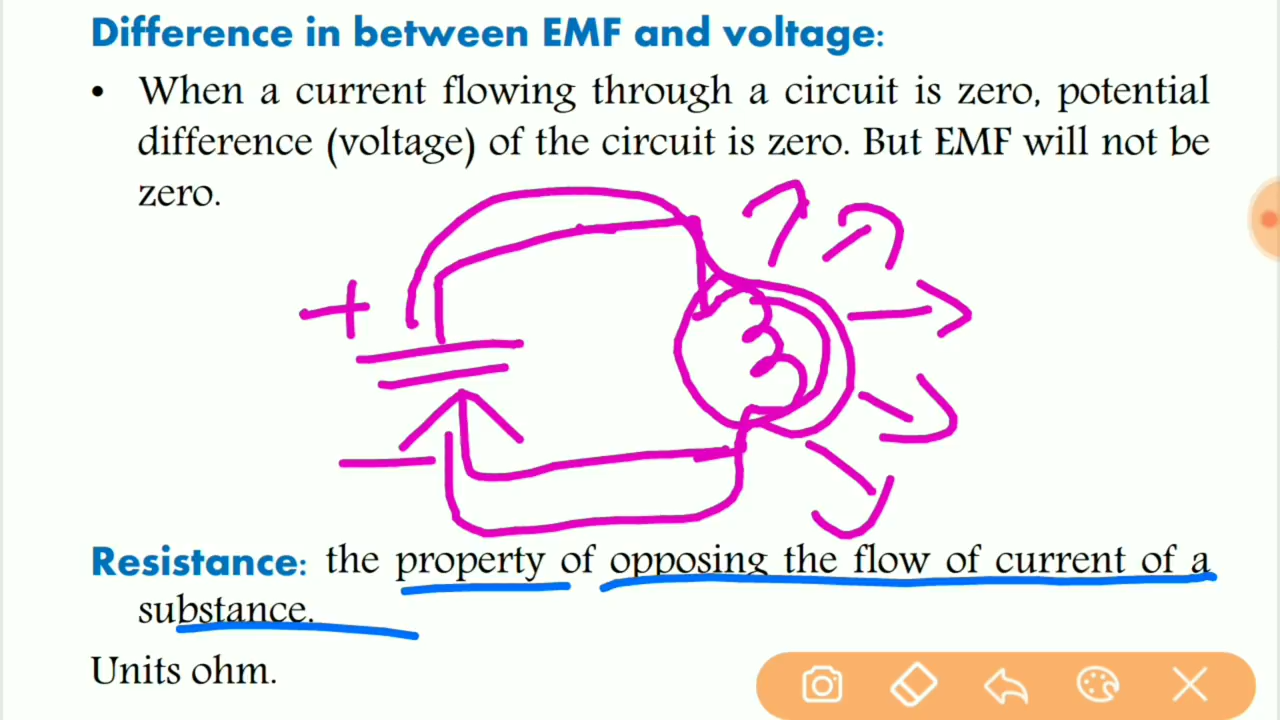 Difference in between EMF and voltage:
• When a current flowing through a circuit is zero, potential
difference (voltage) of the circuit is zero. But EMF will not be
zero.
+
–
Resistance: the property of opposing the flow of current of a
substance.
Units ohm.